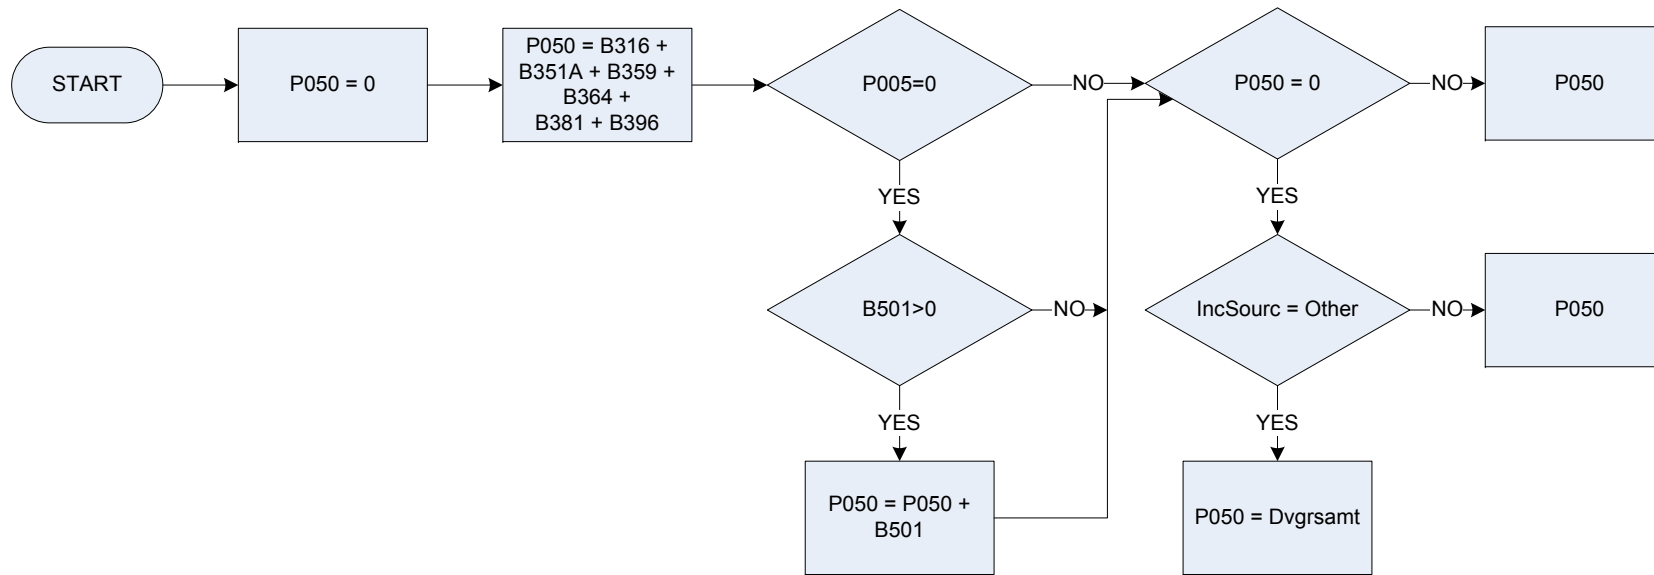 START
P050 = 0
P050 = B316 +
B351A + B359 +
B364 +
B381 + B396
P005=0
NO
P050 = 0
NO
P050
YES
YES
B501>0
NO
IncSourc = Other
NO
P050
YES
YES
P050 = P050 +
B501
P050 = Dvgrsamt